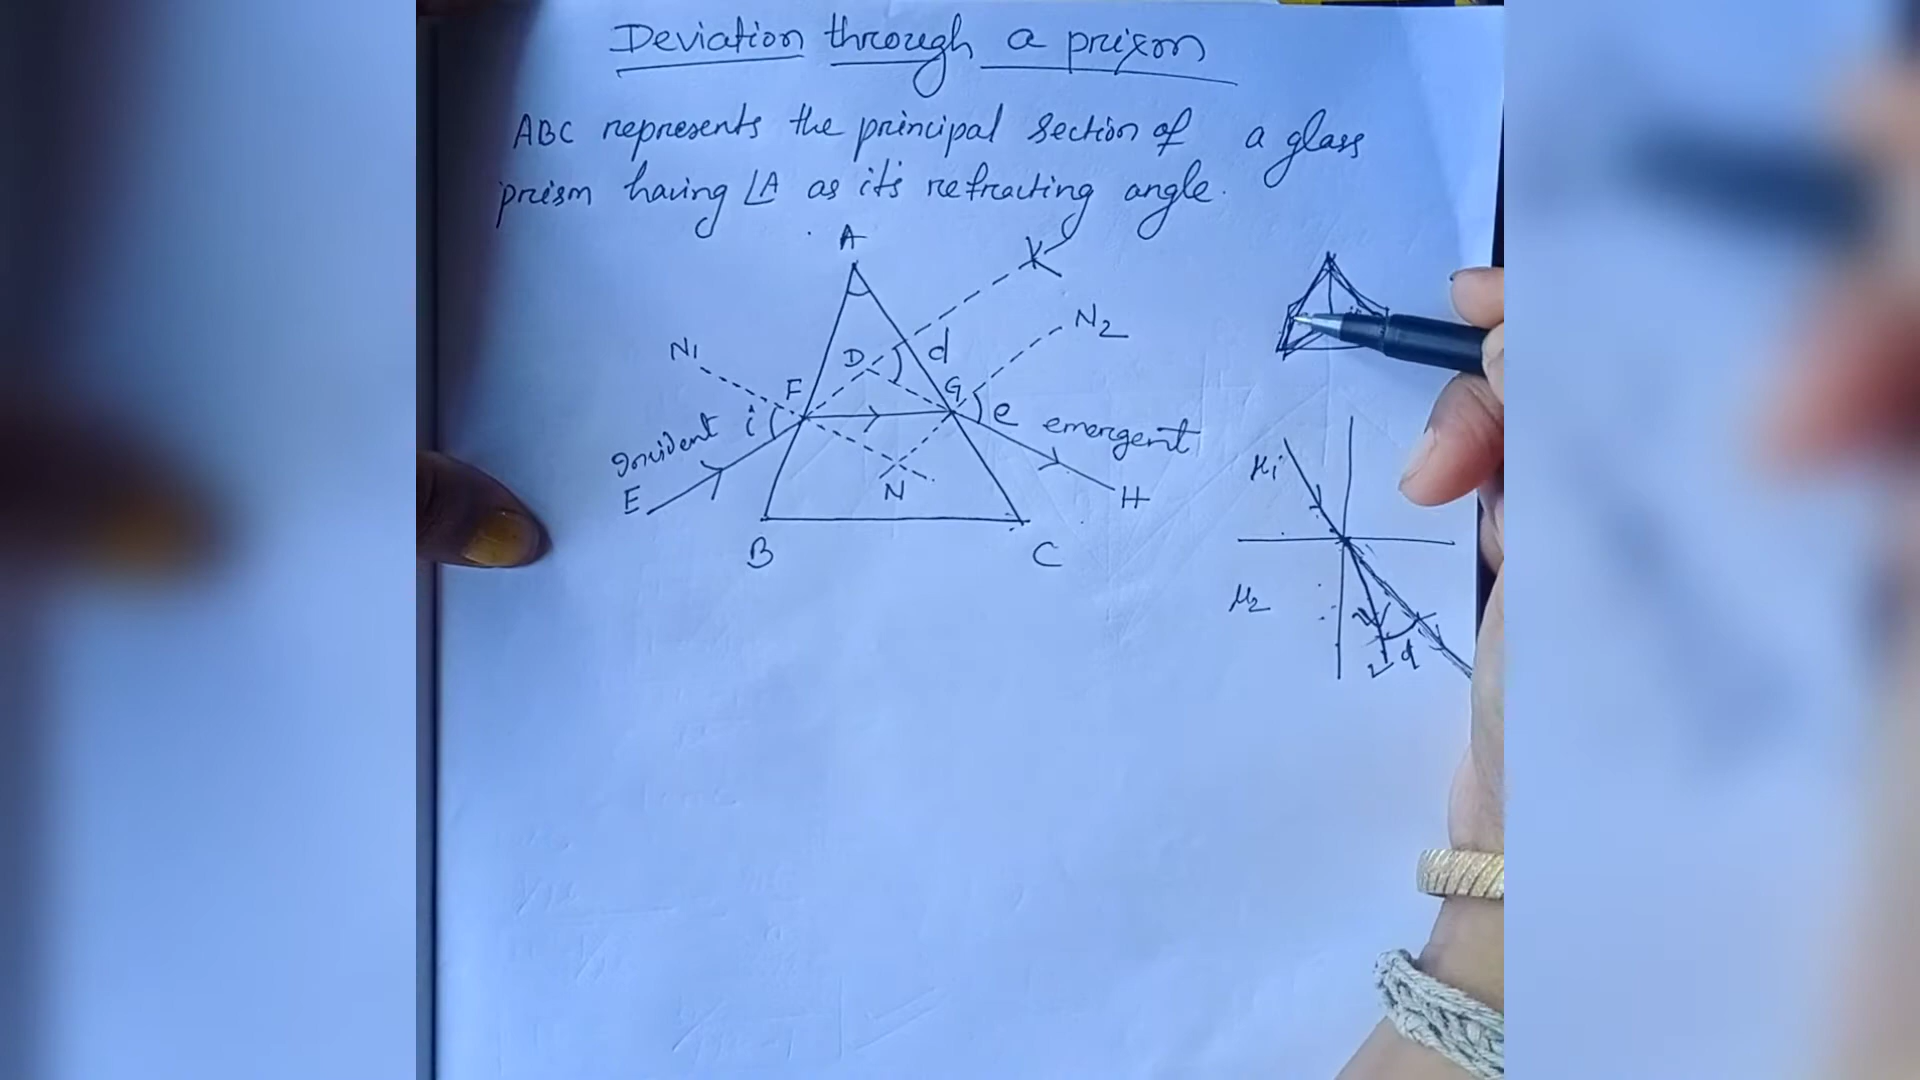 Deviation through a prism
ABC represents the principal section of a glass
prism having ∠A as its refracting angle.
A
K
N1
N2
D
d
F
G
Incident
i
e
emergent
E
N
H
B
C
μ1
μ2
r
d